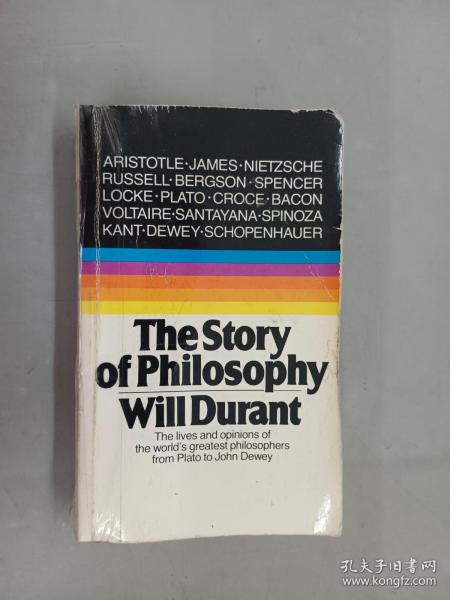 ARISTOTLE·JAMES·NIETZSCHE
RUSSELL·BERGSON·SPENCER
LOCKE·PLATO·CROCE·BACON
VOLTAIRE·SANTAYANA·SPINOZA
KANT·DEWEY·SCHOPENHAUER
The Story
of Philosophy
Will Durant
The lives and opinions of
the world's greatest philosophers
from Plato to John Dewey
孔夫子旧书网
www.kongfz.com